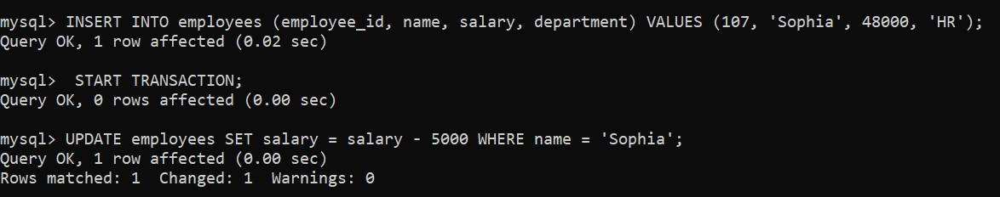 mysql> INSERT INTO employees (employee_id, name, salary, department) VALUES (107, 'Sophia', 48000, 'HR');
Query OK, 1 row affected (0.02 sec)
mysql>  START TRANSACTION;
Query OK, 0 rows affected (0.00 sec)
mysql> UPDATE employees SET salary = salary - 5000 WHERE name = 'Sophia';
Query OK, 1 row affected (0.00 sec)
Rows matched: 1  Changed: 1  Warnings: 0